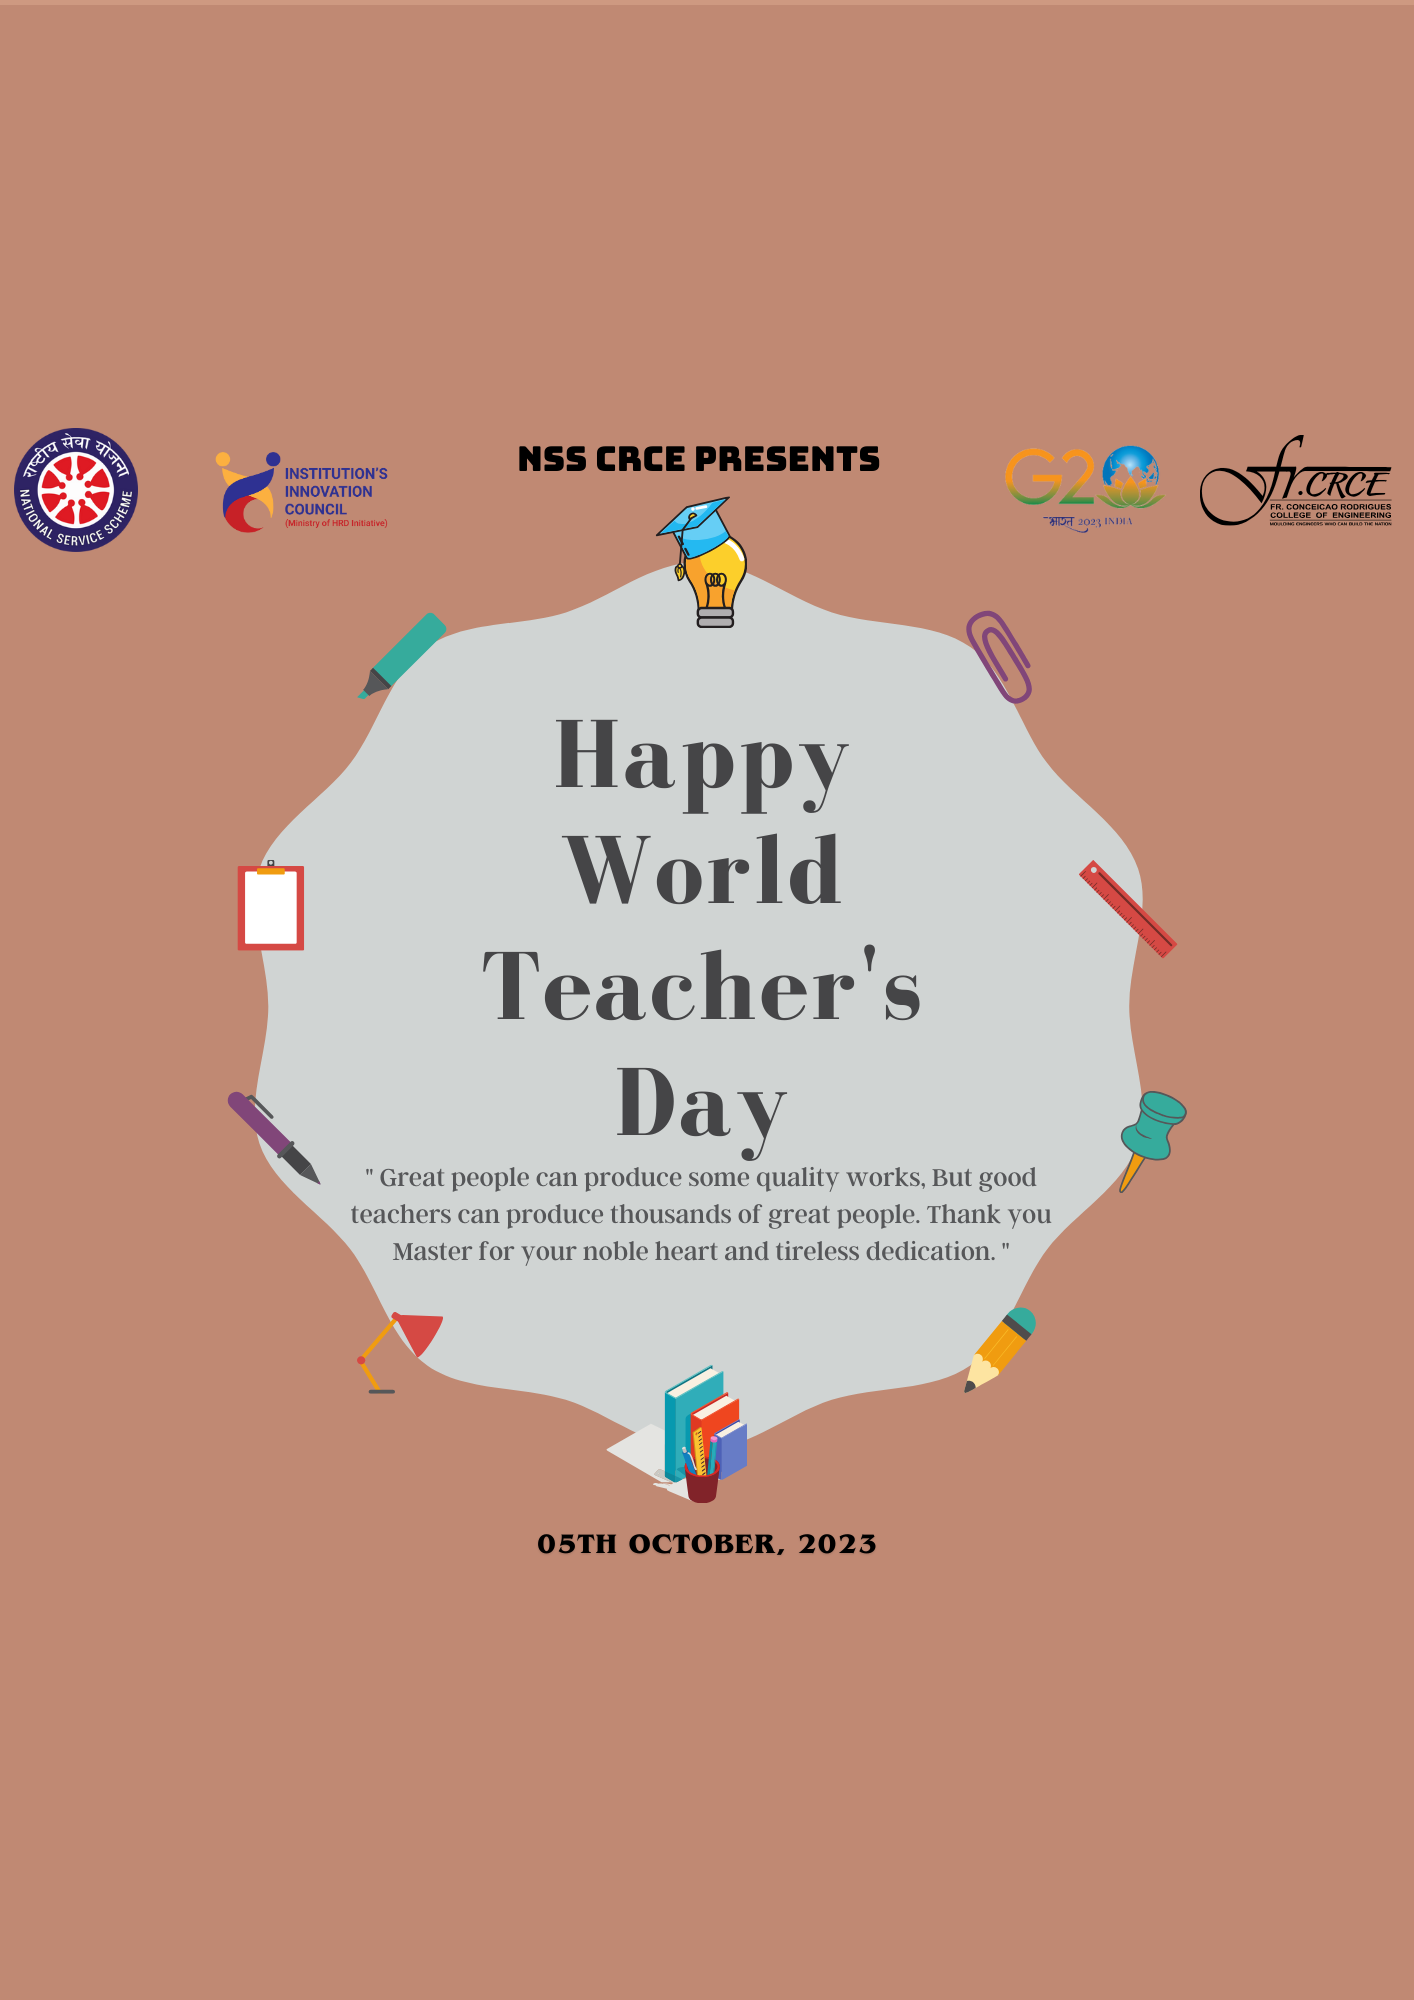 राष्ट्रीय सेवा योजना
NATIONAL SERVICE SCHEME
INSTITUTION'S
INNOVATION
COUNCIL
(Ministry of HRD Initiative)
NSS CRCE PRESENTS
G20
भारत 2023 INDIA
fr.CRCE
FR. CONCEICAO RODRIGUES
COLLEGE OF ENGINEERING
MOULDING ENGINEERS WHO CAN BUILD THE NATION
Happy
World
Teacher's
Day
" Great people can produce some quality works, But good
teachers can produce thousands of great people. Thank you
Master for your noble heart and tireless dedication. "
05TH OCTOBER, 2023